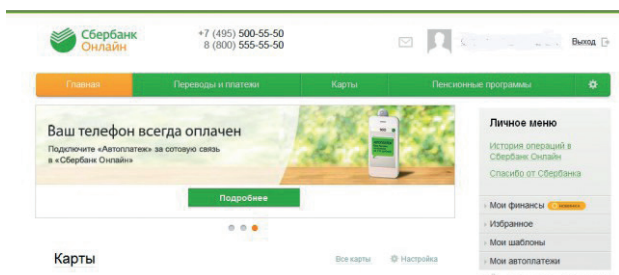 Сбербанк
Онлайн
+7 (495) 500-55-50
8 (800) 555-55-50
Выход
Главная
Переводы и платежи
Карты
Пенсионные программы
Ваш телефон всегда оплачен
Подключите «Автоплатеж» за сотовую связь
в «Сбербанк Онлайн»
Подробнее
Личное меню
История операций в
Сбербанк Онлайн
Спасибо от Сбербанка
Мои финансы
Избранное
Мои шаблоны
Мои автоплатежи
Карты
Все карты
Настройка